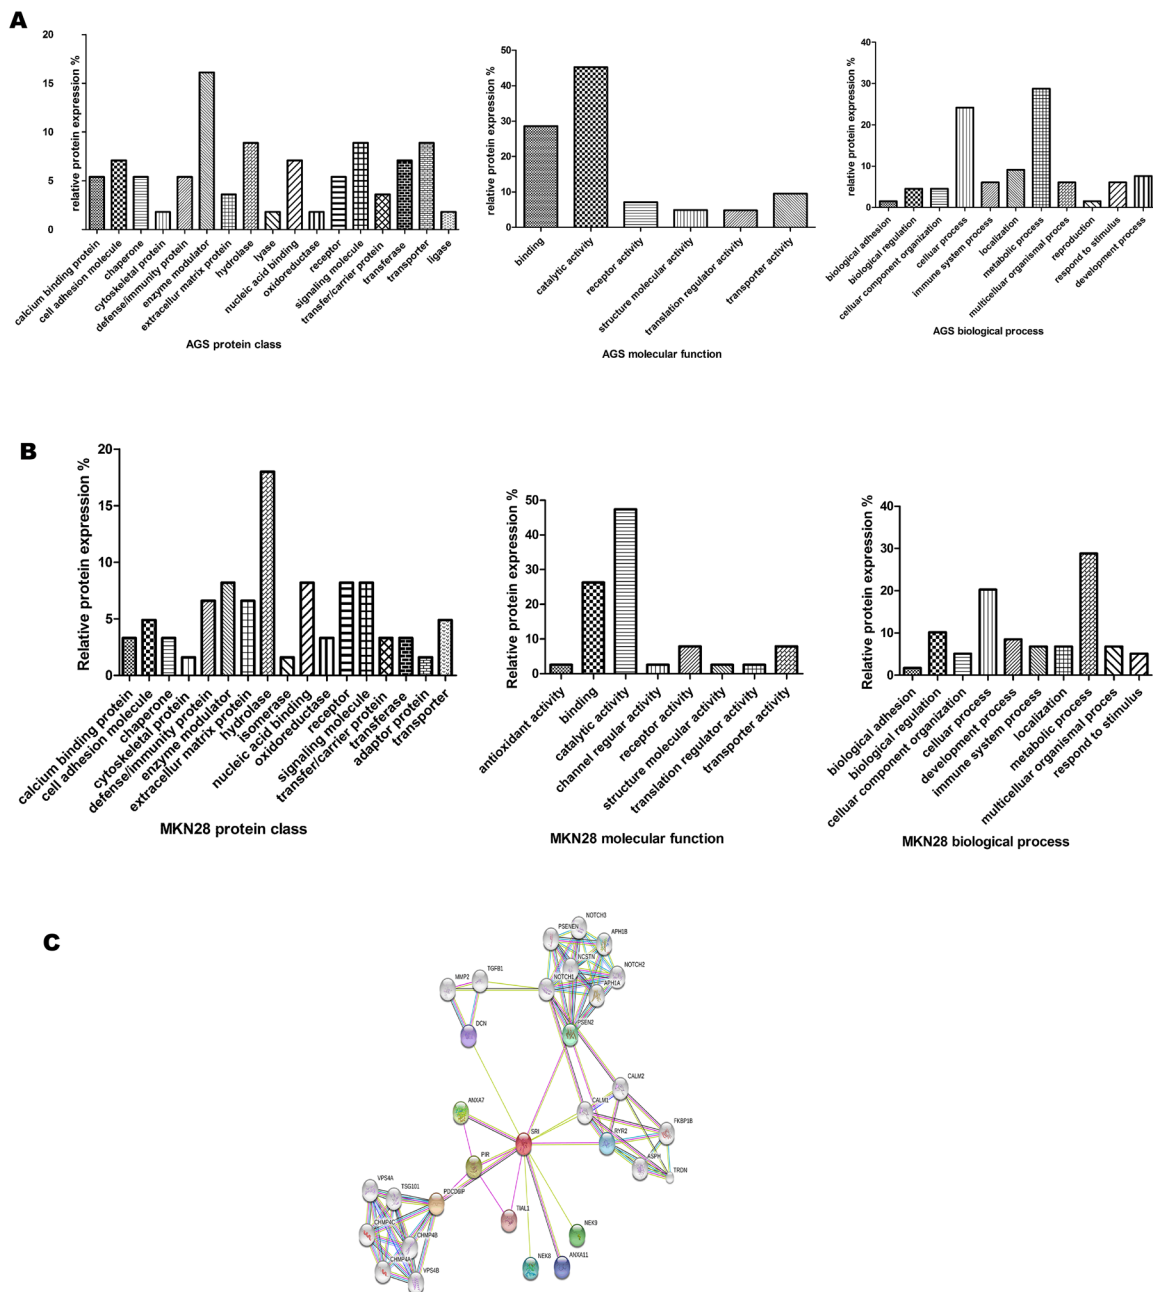 A
relative protein expression %
20
15
10
5
0
calcium binding protein
cell adhesion molecule
chaperone
cytoskeletal protein
defense/immunity protein
enzyme modulator
extracellur matrix protein
hydrolase
lyase
nucleic acid binding
oxidoreductase
receptor
signaling molecule
transfer/carrier protein
transferase
transporter
ligase
AGS protein class
relative protein expression %
50
40
30
20
10
0
binding
catalytic activity
receptor activity
structure molecular activity
translation regulator activity
transporter activity
AGS molecular function
relative protein expression %
40
30
20
10
0
biological adhesion
biological regulation
celluar component organization
celluar process
immune system process
localization
metabolic process
multicelluar organismal proces
reproduction
respond to stimulus
development process
AGS biological process
B
Relative protein expression %
20
15
10
5
0
calcium binding protein
cell adhesion molecule
chaperone
cytoskeletal protein
defense/immunity protein
enzyme modulator
extracellur matrix protein
hydrolase
isomerase
nucleic acid binding
oxidoreductase
receptor
signaling molecule
transfer/carrier protein
transferase
adaptor protein
transporter
MKN28 protein class
Relative protein expression %
50
40
30
20
10
0
antioxidant activity
binding
catalytic activity
channel regular activity
receptor activity
structure molecular activity
translation regulator activity
transporter activity
MKN28 molecular function
Relative protein expression %
40
30
20
10
0
biological adhesion
biological regulation
celluar component organization
celluar process
development process
immune system process
localization
metabolic process
multicelluar organismal proces
respond to stimulus
MKN28 biological process
C
NOTCH3
PSENEN
APH1B
NCSTN
NOTCH2
TGFB1
MMP2
NOTCH1
APH1A
DCN
PSEN2
CALM2
ANXA7
CALM1
FKBP1B
SRI
RYR2
PIR
ASPH
TRDN
VPS4A
TSG101
PDCD6IP
TIAL1
CHMP4C
NEK9
CHMP4B
CHMP4A
NEK8
ANXA11
VPS4B